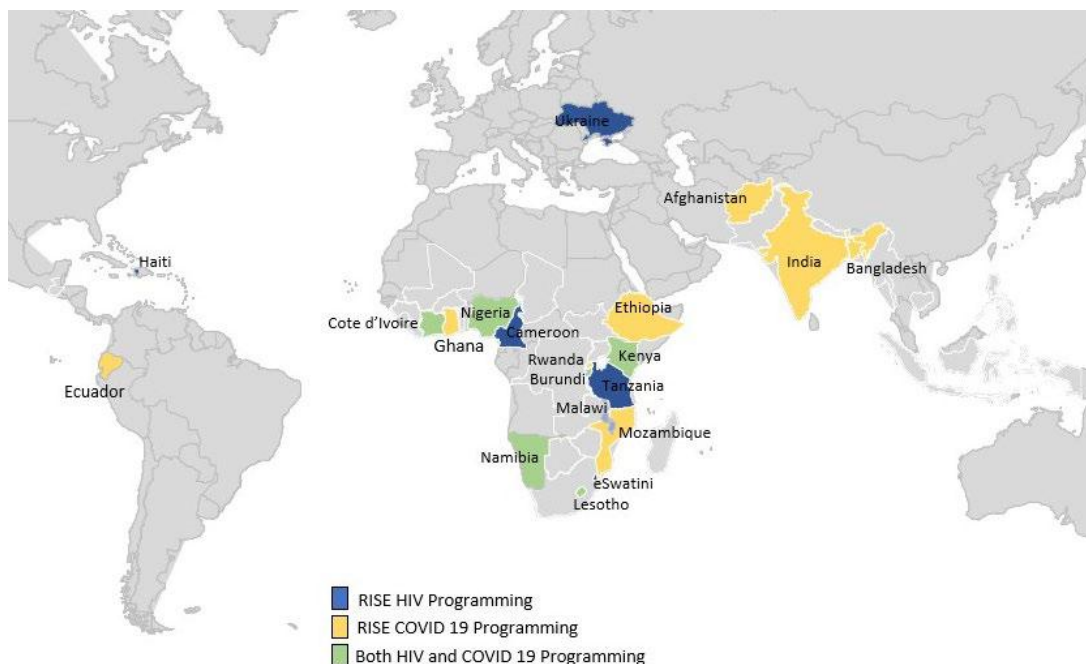 Ukraine
Afghanistan
Haiti
India
Bangladesh
Ethiopia
Nigeria
Cote d’Ivoire
Cameroon
Ghana
Rwanda
Kenya
Burundi
Tanzania
Ecuador
Malawi
Mozambique
Namibia
eSwatini
Lesotho
RISE HIV Programming
RISE COVID 19 Programming
Both HIV and COVID 19 Programming